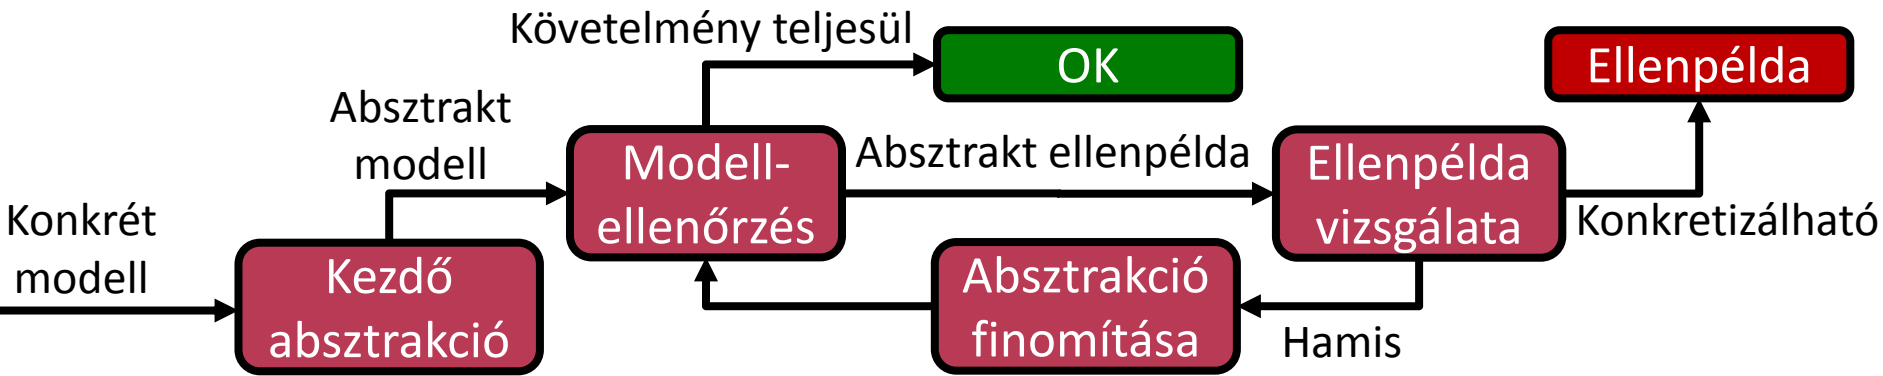 Követelmény teljesül
OK
Ellenpélda
Absztrakt
modell
Modell-
ellenőrzés
Absztrakt ellenpélda
Ellenpélda
vizsgálata
Konkretizálható
Konkrét
modell
Kezdő
absztrakció
Absztrakció
finomítása
Hamis